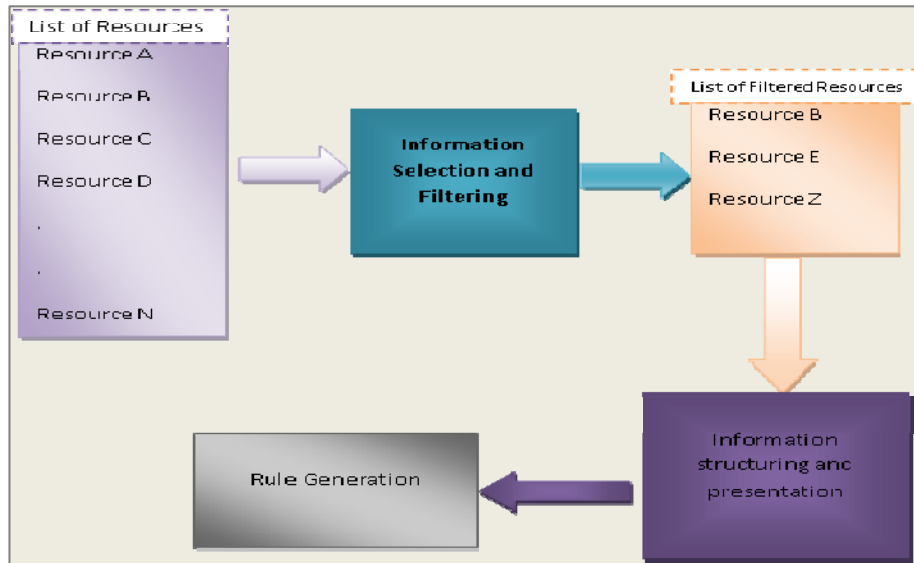 List of Resources
Resource A
Resource B
Resource C
Resource D
.
.
Resource N
Information
Selection and
Filtering
List of Filtered Resources
Resource B
Resource E
Resource Z
Information
structuring and
presentation
Rule Generation